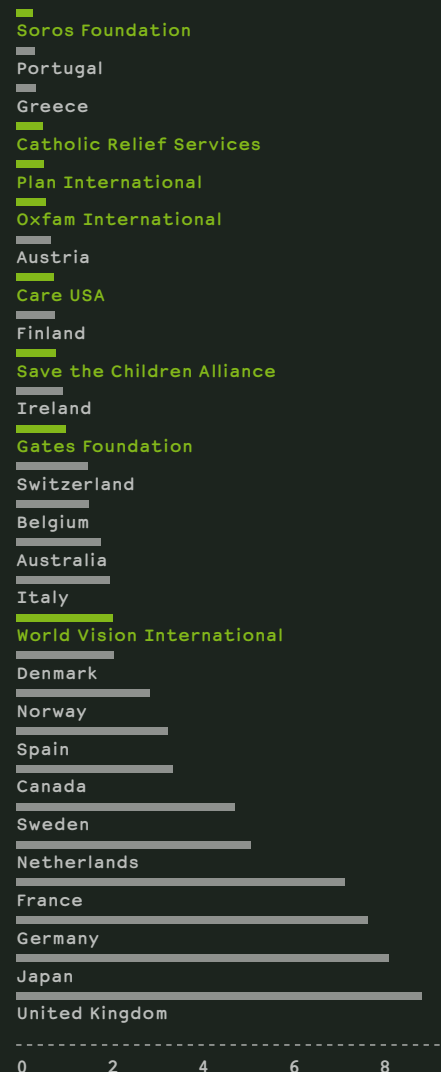 Soros Foundation
Portugal
Greece
Catholic Relief Services
Plan International
Oxfam International
Austria
Care USA
Finland
Save the Children Alliance
Ireland
Gates Foundation
Switzerland
Belgium
Australia
Italy
World Vision International
Denmark
Norway
Spain
Canada
Sweden
Netherlands
France
Germany
Japan
United Kingdom
0 2 4 6 8